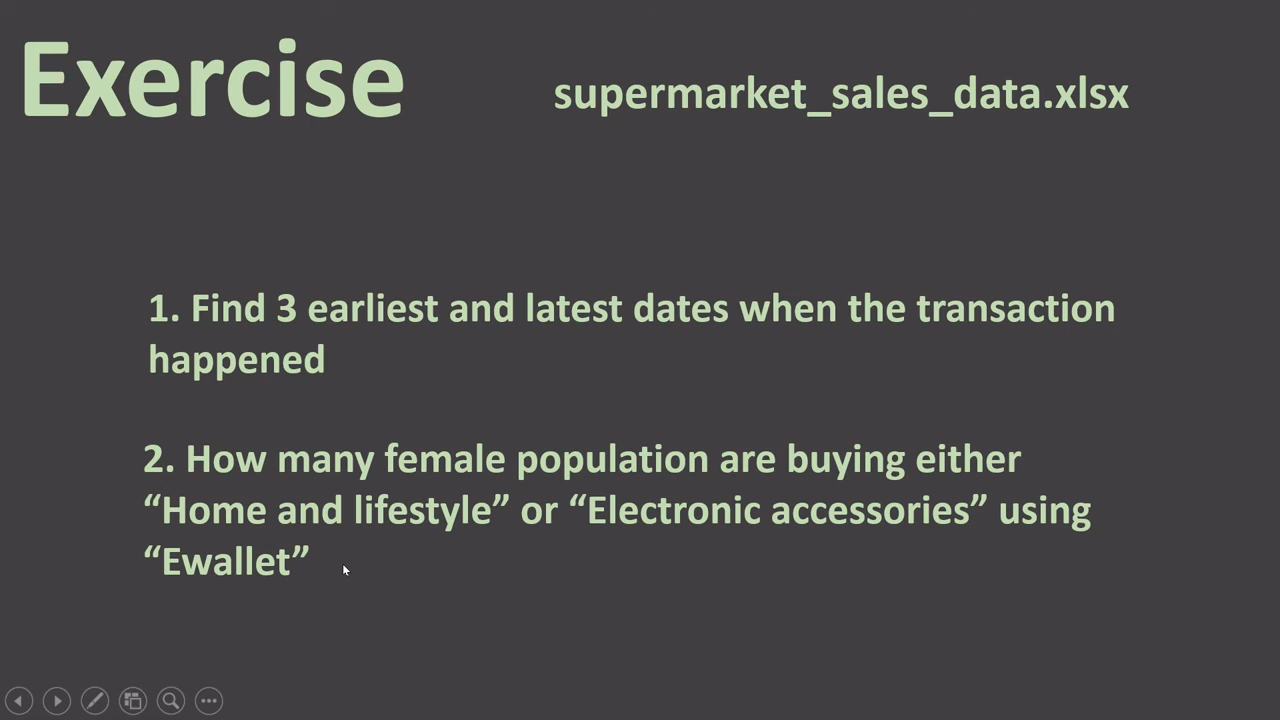 Exercise
supermarket_sales_data.xlsx
1. Find 3 earliest and latest dates when the transaction
happened
2. How many female population are buying either
“Home and lifestyle” or “Electronic accessories” using
“Ewallet”